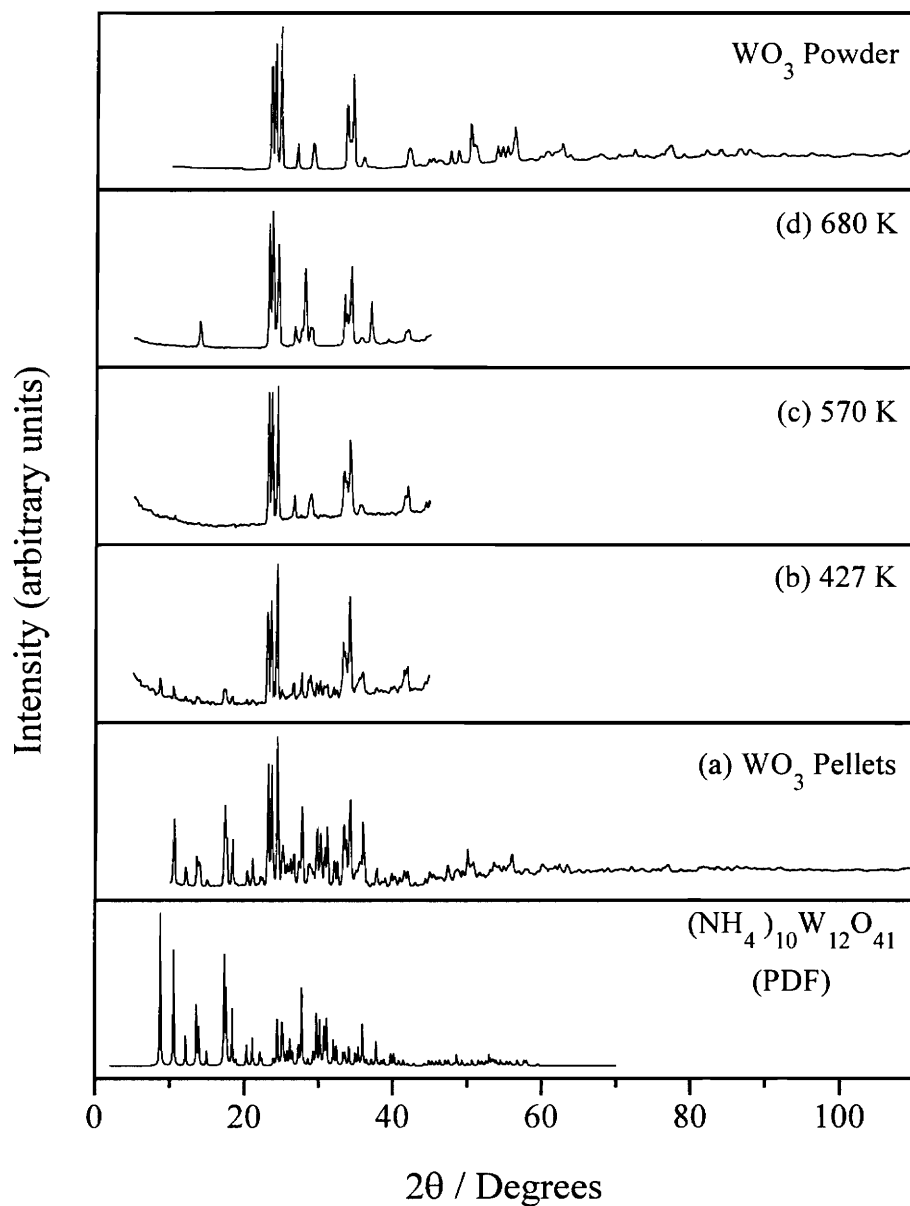 WO3 Powder
(d) 680 K
(c) 570 K
(b) 427 K
(a) WO3 Pellets
(NH4)10W12O41
(PDF)
Intensity (arbitrary units)
0 20 40 60 80 100
2θ / Degrees